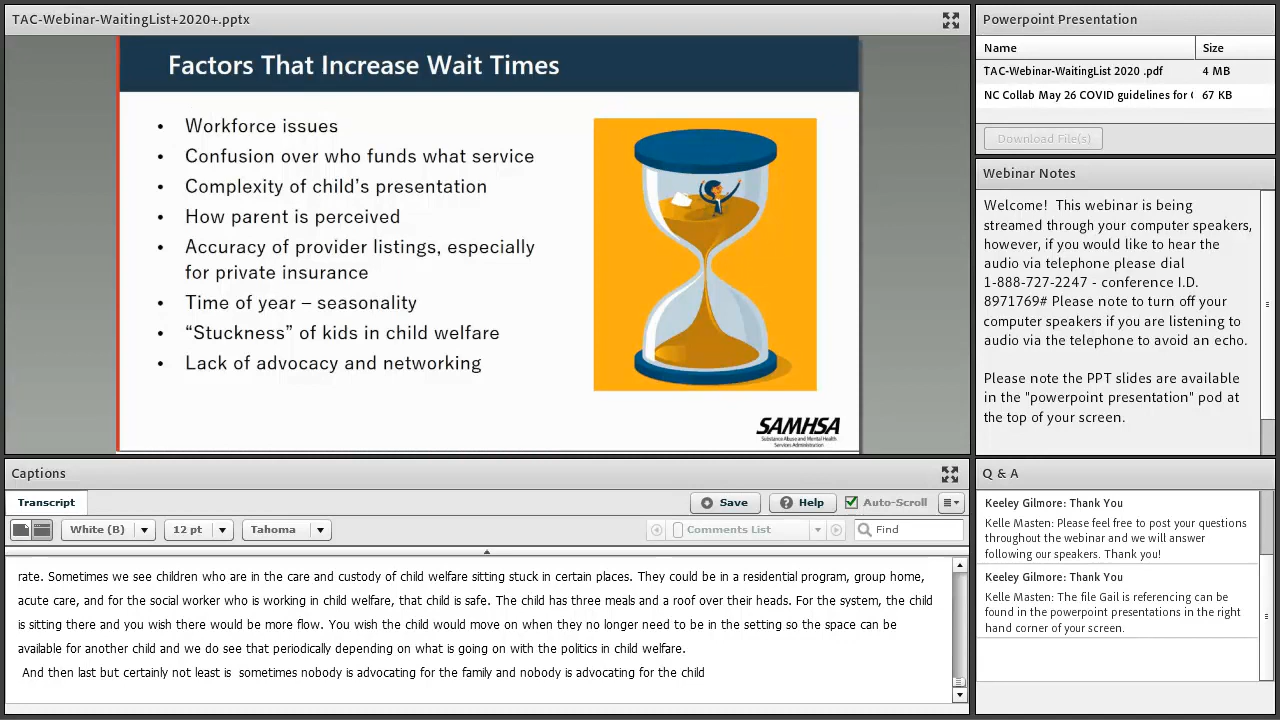 TAC-Webinar-WaitingList+2020+.pptx
Factors That Increase Wait Times
• Workforce issues
• Confusion over who funds what service
• Complexity of child's presentation
• How parent is perceived
• Accuracy of provider listings, especially
for private insurance
• Time of year – seasonality
• “Stuckness” of kids in child welfare
• Lack of advocacy and networking
SAMHSA
Substance Abuse and Mental Health
Services Administration
Powerpoint Presentation
Name Size
TAC-Webinar-WaitingList 2020 .pdf 4 MB
NC Collab May 26 COVID guidelines for 67 KB
Download File(s)
Webinar Notes
Welcome!  This webinar is being
streamed through your computer speakers,
however, if you would like to hear the
audio via telephone please dial
1-888-727-2247 - conference I.D.
8971769# Please note to turn off your
computer speakers if you are listening to
audio via the telephone to avoid an echo.
Please note the PPT slides are available
in the "powerpoint presentation" pod at
the top of your screen.
Captions
Transcript
Save
Help
Auto-Scroll
White (B)
12 pt
Tahoma
Comments List
Find
rate. Sometimes we see children who are in the care and custody of child welfare sitting stuck in certain places. They could be in a residential program, group home,
acute care, and for the social worker who is working in child welfare, that child is safe. The child has three meals and a roof over their heads. For the system, the child
is sitting there and you wish there would be more flow. You wish the child would move on when they no longer need to be in the setting so the space can be
available for another child and we do see that periodically depending on what is going on with the politics in child welfare.
And then last but certainly not least is  sometimes nobody is advocating for the family and nobody is advocating for the child
Q & A
Keeley Gilmore: Thank You
Kelle Masten: Please feel free to post your questions
throughout the webinar and we will answer
following our speakers. Thank you!
Keeley Gilmore: Thank You
Kelle Masten: The file Gail is referencing can be
found in the powerpoint presentations in the right
hand corner of your screen.